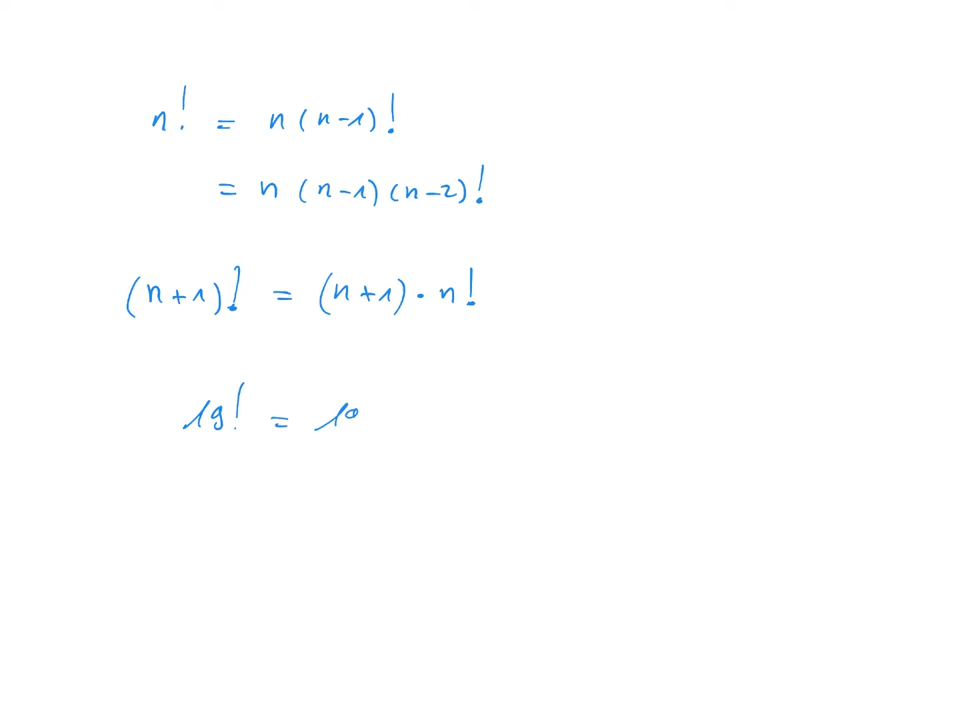 n! = n(n-1)!
= n (n-1)(n-2)!
(n+1)! = (n+1) · n!
19! = 1